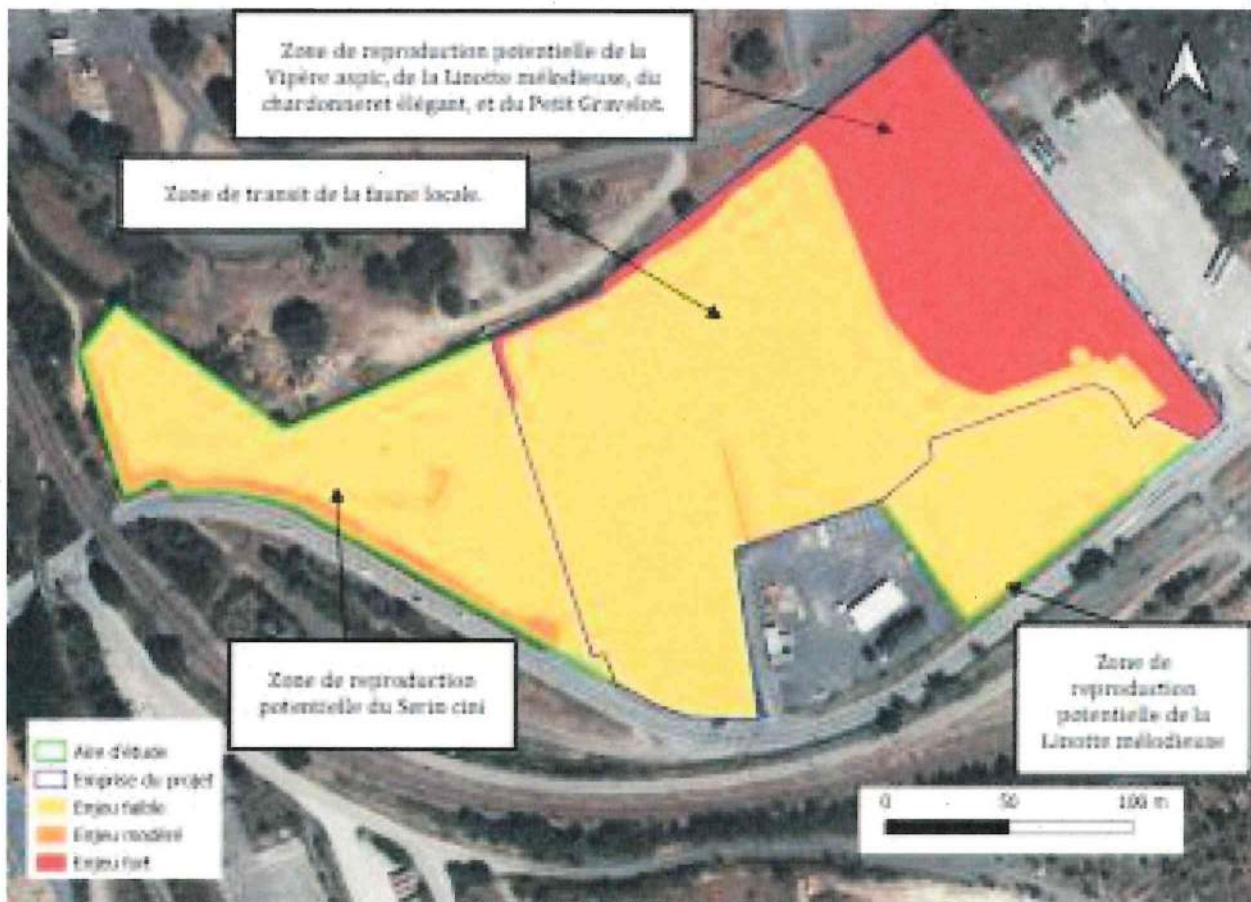 Zone de reproduction potentielle de la
Vipère aspic, de la Linotte mélodieuse, du
chardonneret élégant, et du Petit Gravelot.
Zone de transit de la faune locale.
Zone de reproduction
potentielle du Serin cini
Zone de
reproduction
potentielle de la
Linotte mélodieuse
Aire d'étude
Emprise du projet
Enjeu faible
Enjeu modéré
Enjeu fort
0 50 100 m